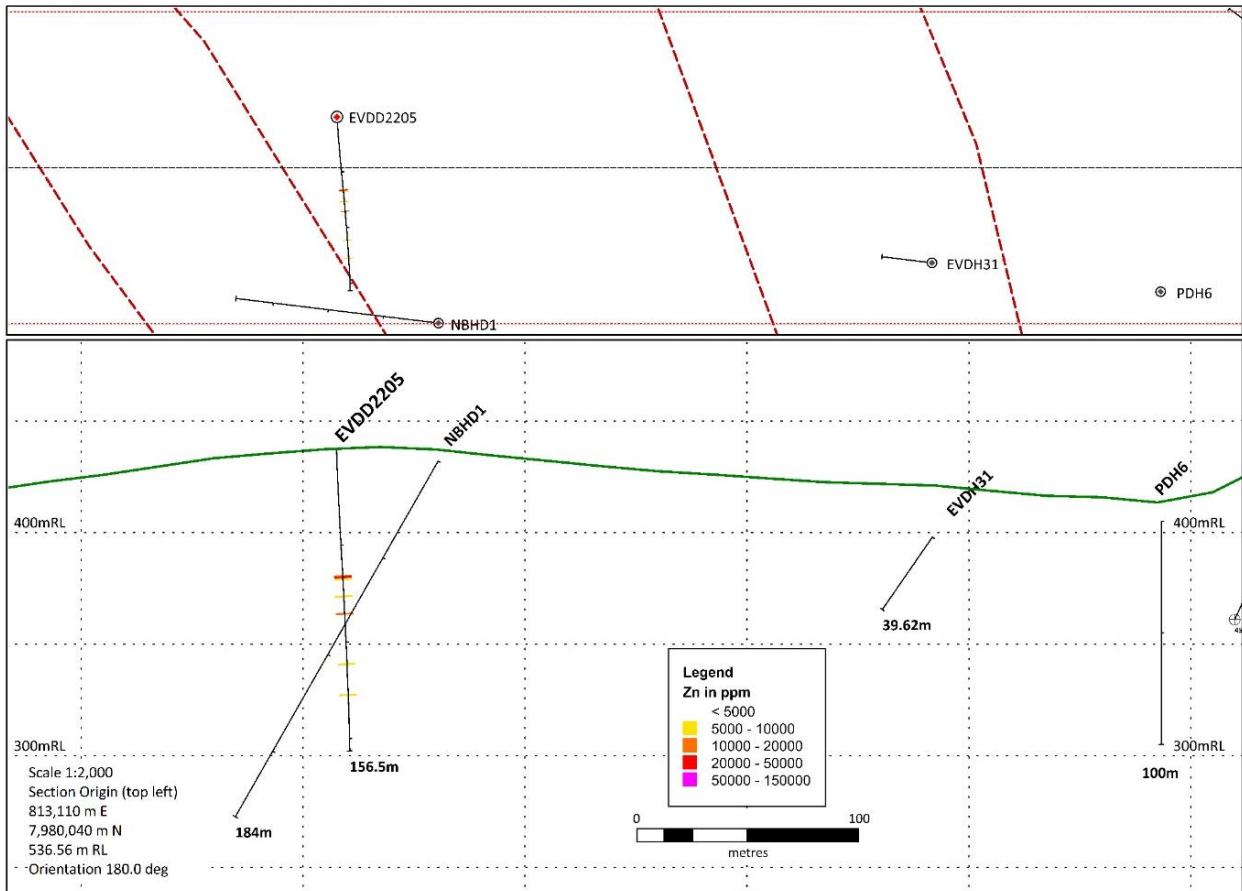 EVDD2205
EVDH31
PDH6
NBHD1
EVDD2205
NBHD1
EVDH31
PDH6
400mRL
400mRL
39.62m
300mRL
300mRL
156.5m
100m
184m
Legend
Zn in ppm
< 5000
5000 - 10000
10000 - 20000
20000 - 50000
50000 - 150000
0
100
metres
Scale 1:2,000
Section Origin (top left)
813,110 m E
7,980,040 m N
536.56 m RL
Orientation 180.0 deg